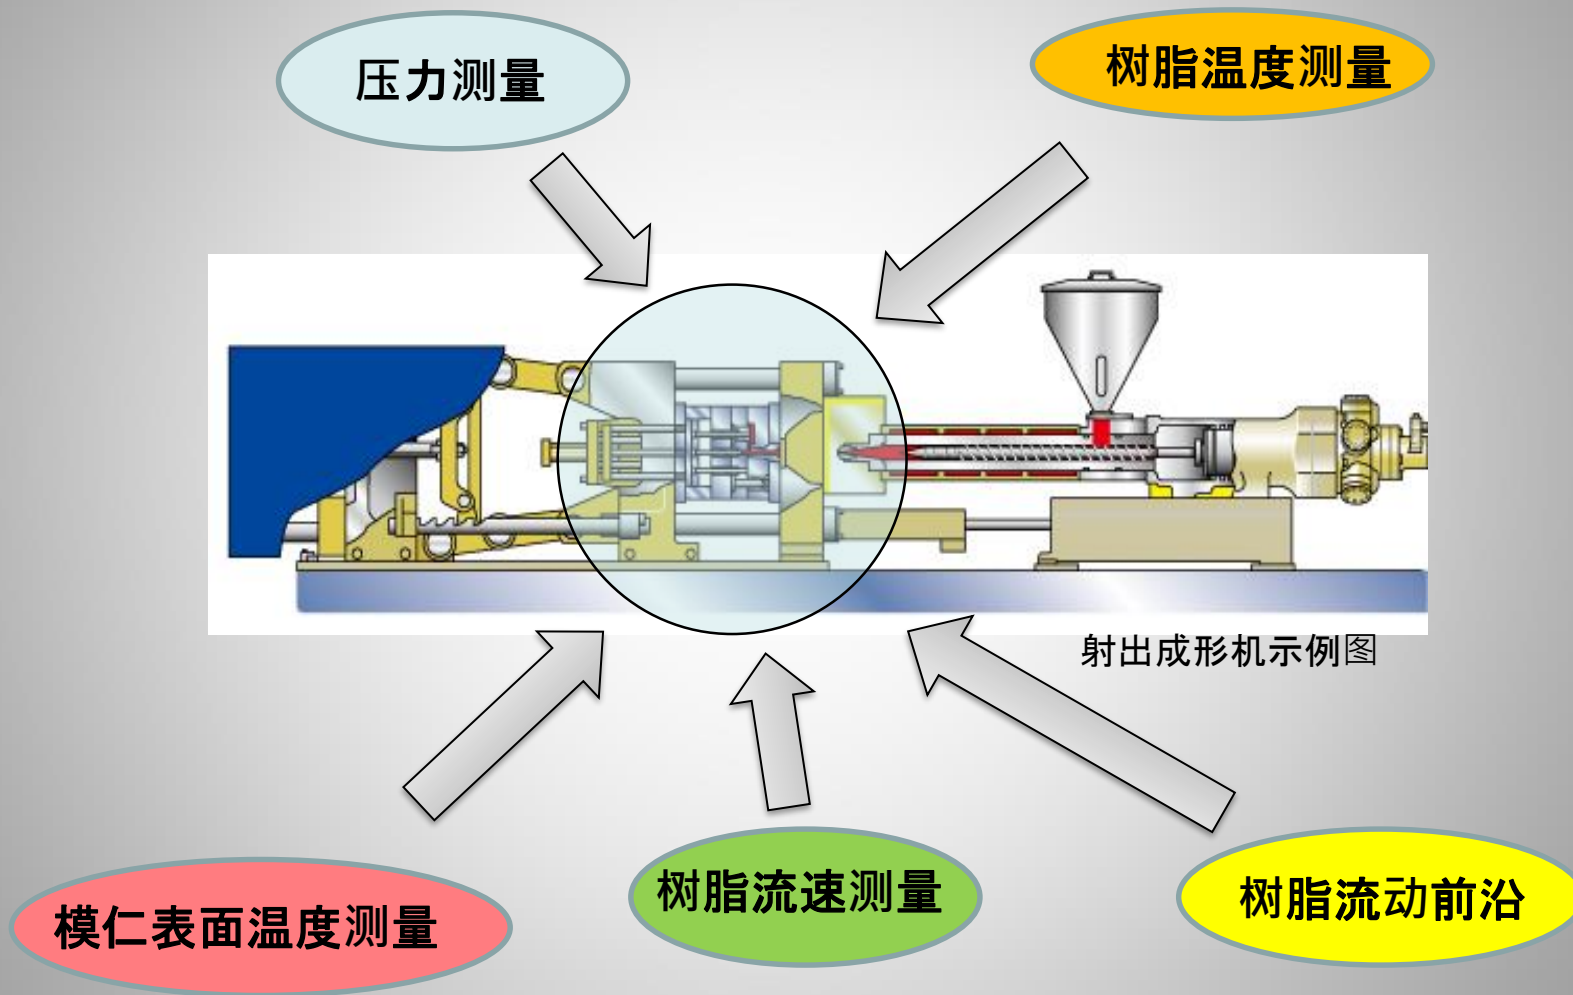 压力测量
树脂温度测量
射出成形机示例图
模仁表面温度测量
树脂流速测量
树脂流动前沿